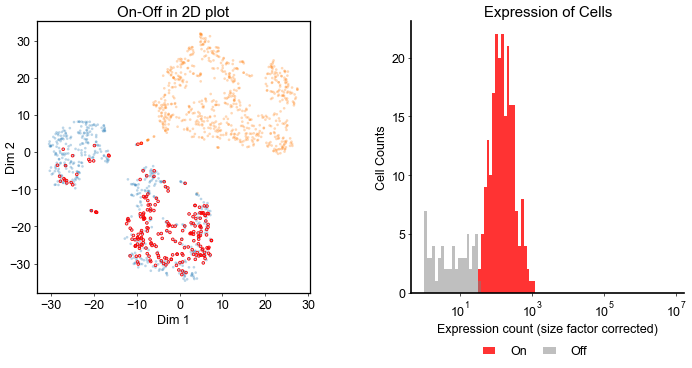 On-Off in 2D plot
Dim 2
30
20
10
0
−10
−20
−30
−30 −20 −10 0 10 20 30
Dim 1
Expression of Cells
Cell Counts
20
15
10
5
0
10^1 10^3 10^5 10^7
Expression count (size factor corrected)
On Off